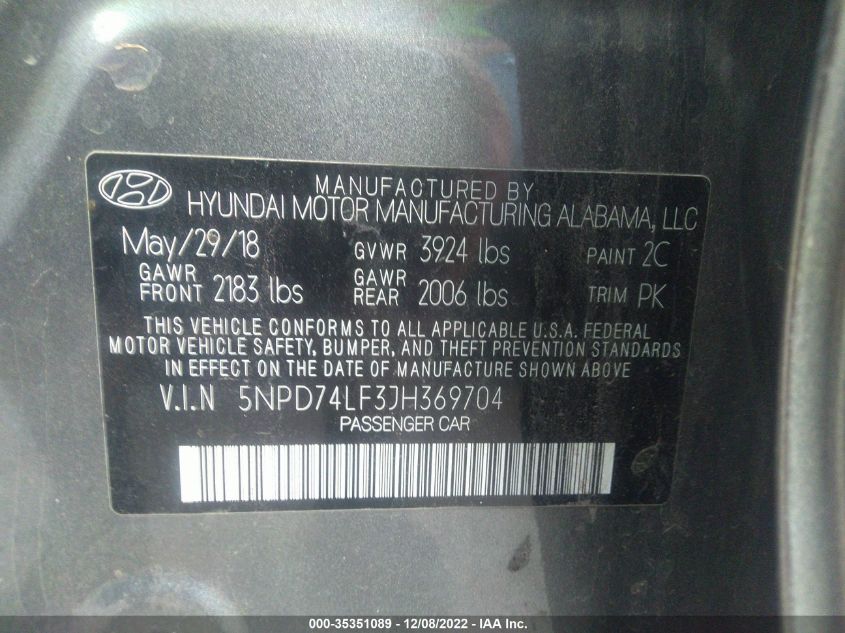 MANUFACTURED BY
HYUNDAI MOTOR MANUFACTURING ALABAMA, LLC
May/29/18 GVWR 3924 lbs PAINT 2C
GAWR FRONT 2183 lbs GAWR REAR 2006 lbs TRIM PK
THIS VEHICLE CONFORMS TO ALL APPLICABLE U.S.A. FEDERAL
MOTOR VEHICLE SAFETY, BUMPER, AND THEFT PREVENTION STANDARDS
IN EFFECT ON THE DATE OF MANUFACTURE SHOWN ABOVE
V.I.N 5NPD74LF3JH369704
PASSENGER CAR
000-35351089 - 12/08/2022 - IAA Inc.